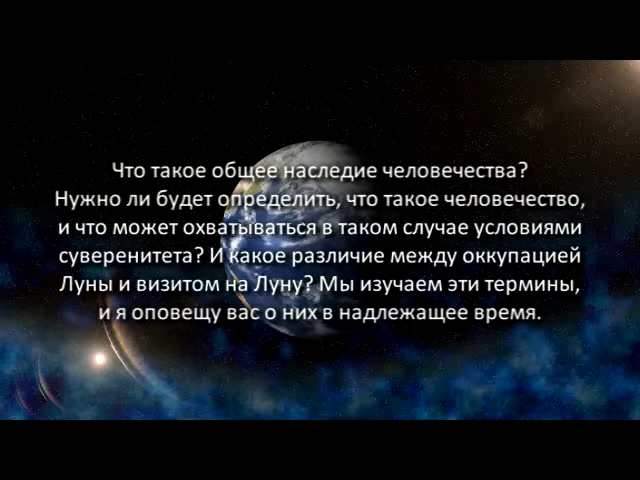 Что такое общее наследие человечества?
Нужно ли будет определить, что такое человечество,
и что может охватываться в таком случае условиями
суверенитета? И какое различие между оккупацией
Луны и визитом на Луну? Мы изучаем эти термины,
и я оповещу вас о них в надлежащее время.